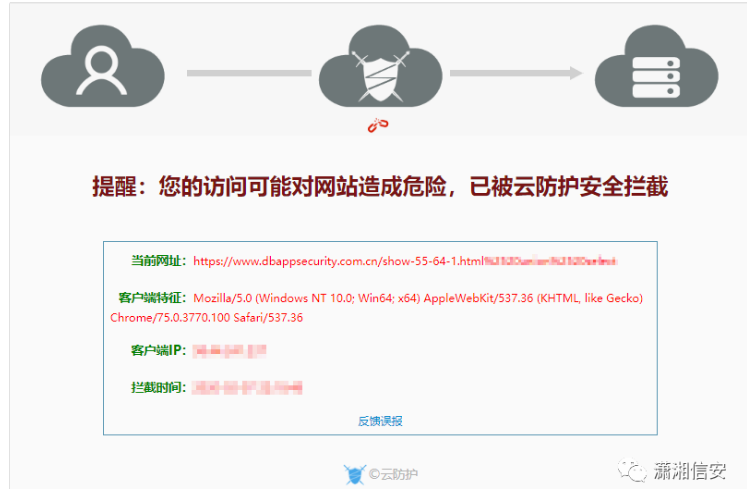 提醒：您的访问可能对网站造成危险，已被云防护安全拦截
当前网址：https://www.dbappsecurity.com.cn/show-55-64-1.html
客户端特征：Mozilla/5.0 (Windows NT 10.0; Win64; x64) AppleWebKit/537.36 (KHTML, like Gecko)
Chrome/75.0.3770.100 Safari/537.36
客户端IP：
拦截时间：
反馈误报
©云防护
潇湘信安